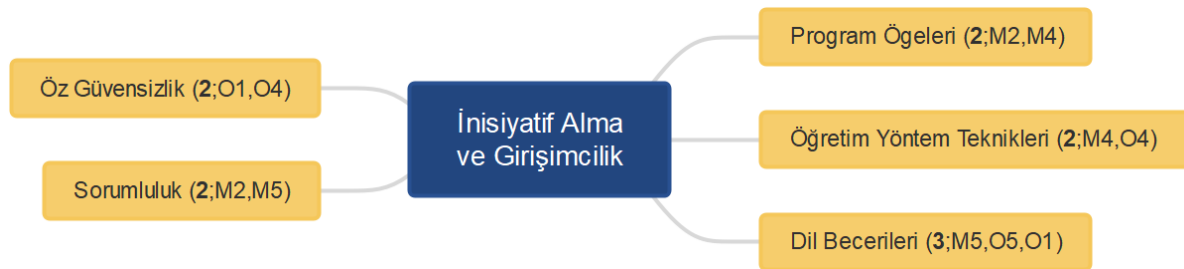 Öz Güvensizlik (2;O1,O4)
Sorumluluk (2;M2,M5)
İnisiyatif Alma
ve Girişimcilik
Program Ögeleri (2;M2,M4)
Öğretim Yöntem Teknikleri (2;M4,O4)
Dil Becerileri (3;M5,O5,O1)